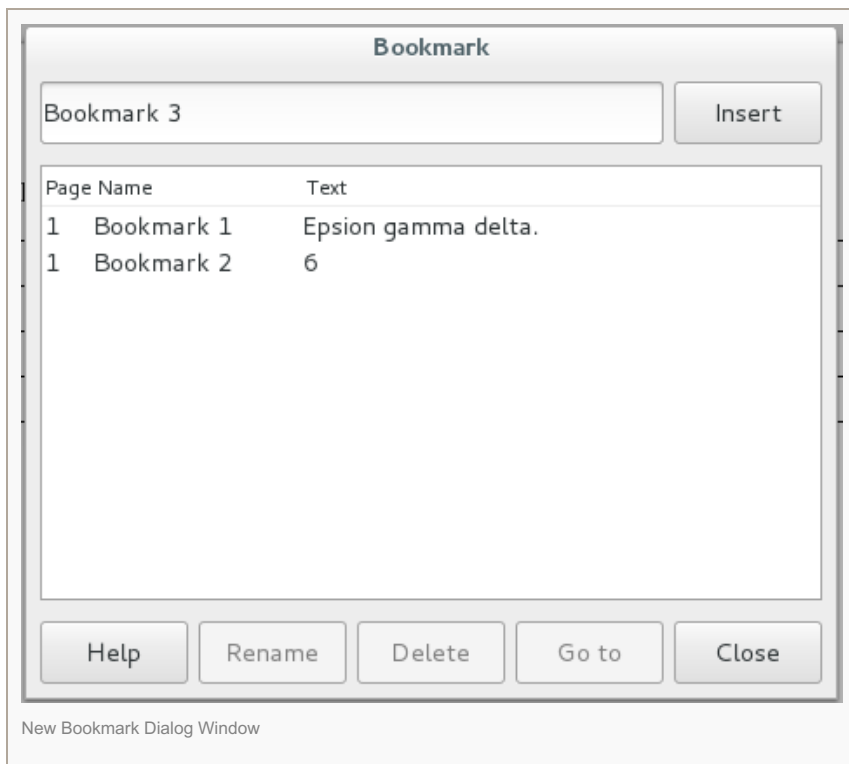 Bookmark
Bookmark 3 Insert
Page Name Text
1 Bookmark 1 Epsion gamma delta.
1 Bookmark 2 6
Help Rename Delete Go to Close
New Bookmark Dialog Window